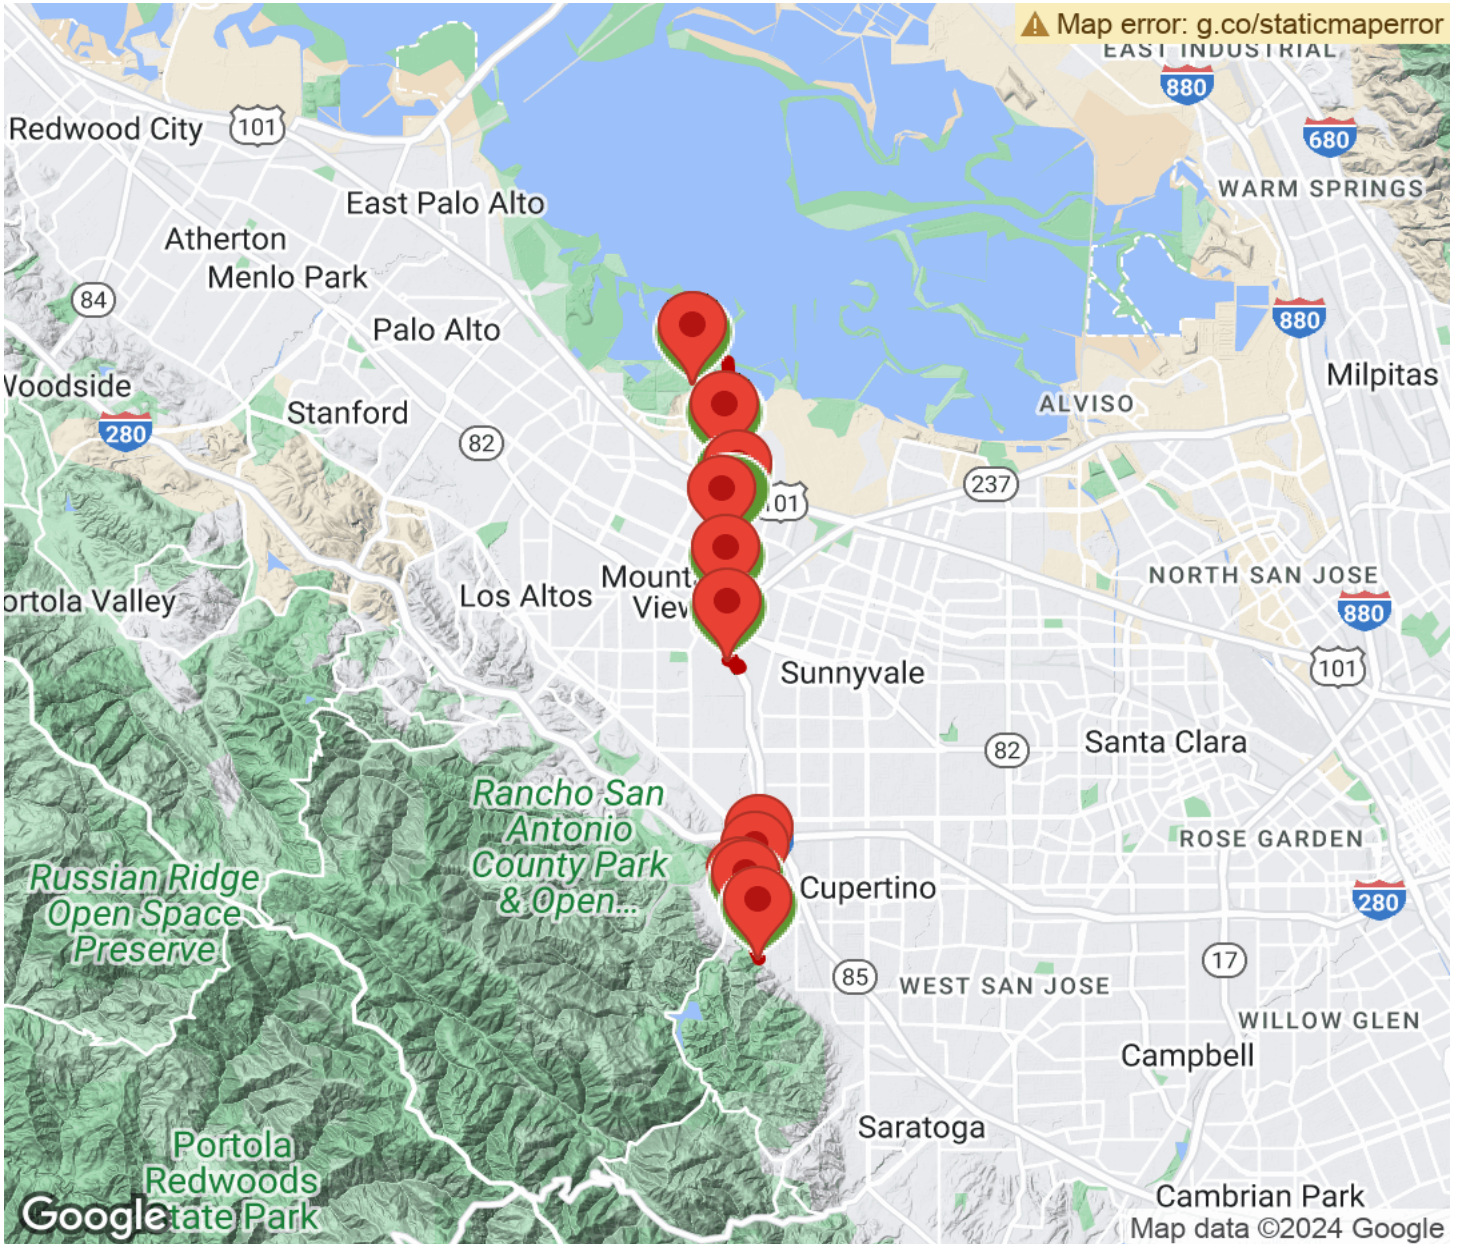 Map error: g.co/staticmaperror
EAST INDUSTRIAL
880
Redwood City
101
680
WARM SPRINGS
East Palo Alto
Atherton
Menlo Park
84
880
Palo Alto
Woodside
Milpitas
Stanford
ALVISO
280
82
237
01
Mount
View
NORTH SAN JOSE
ortola Valley
Los Altos
880
101
Sunnyvale
82
Santa Clara
Rancho San
Antonio
County Park
& Open...
ROSE GARDEN
Russian Ridge
Open Space
Preserve
Cupertino
280
17
85
WEST SAN JOSE
WILLOW GLEN
Campbell
Saratoga
Portola
Redwoods
tate Park
Cambrian Park
Google
Map data ©2024 Google